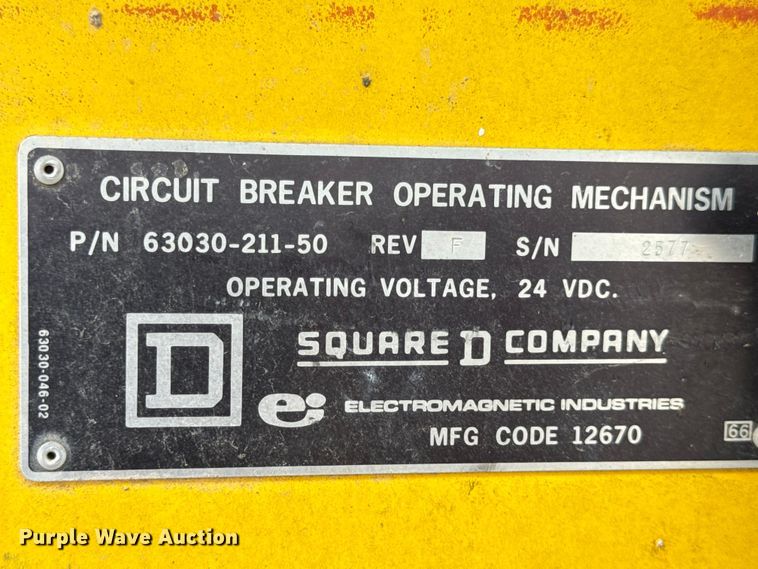 CIRCUIT BREAKER OPERATING MECHANISM
P/N 63030-211-50 REV F S/N 2577
OPERATING VOLTAGE, 24 VDC.
63030-046-02
D
SQUARE D COMPANY
ei ELECTROMAGNETIC INDUSTRIES
MFG CODE 12670
66
Purple Wave Auction